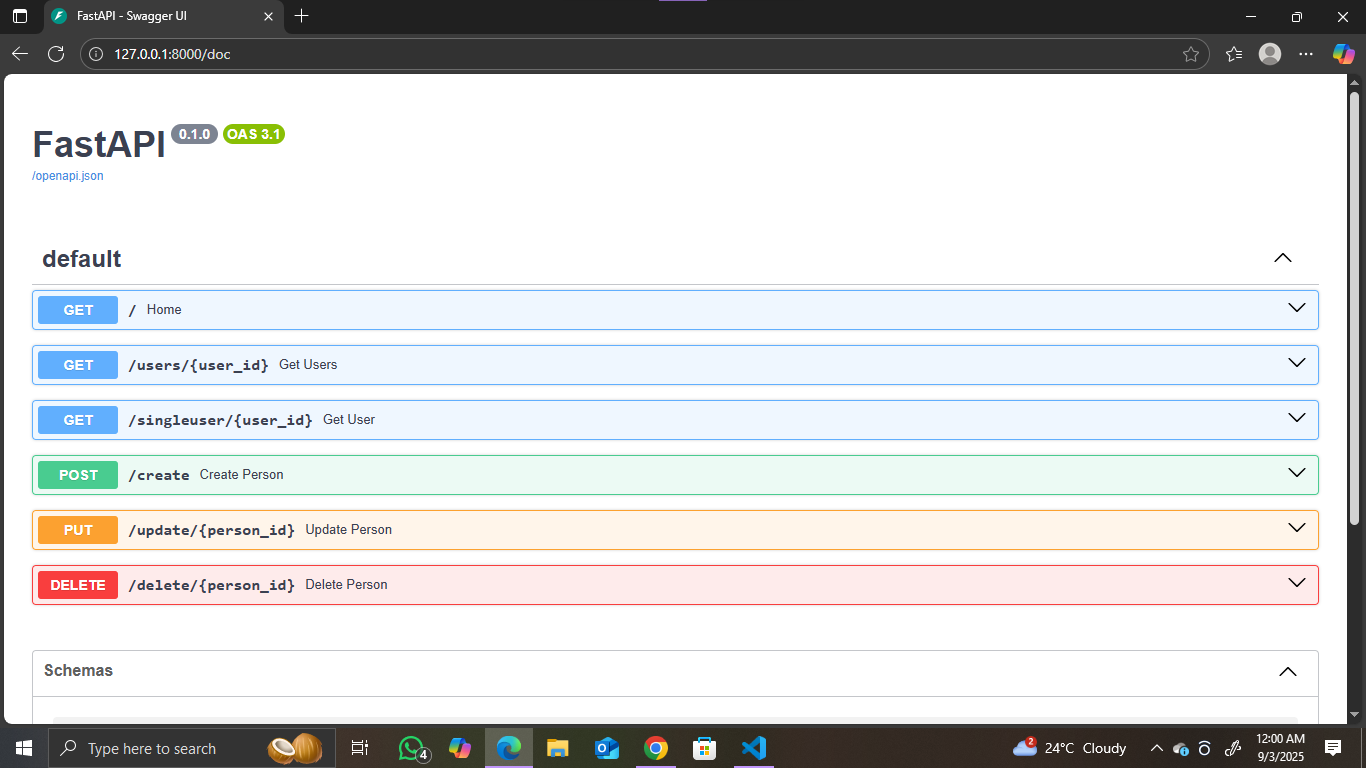 FastAPI - Swagger UI
127.0.0.1:8000/doc
FastAPI 0.1.0 OAS 3.1
/openapi.json
default
GET / Home
GET /users/{user_id} Get Users
GET /singleuser/{user_id} Get User
POST /create Create Person
PUT /update/{person_id} Update Person
DELETE /delete/{person_id} Delete Person
Schemas
Type here to search
4
2
24°C Cloudy
12:00 AM
9/3/2025